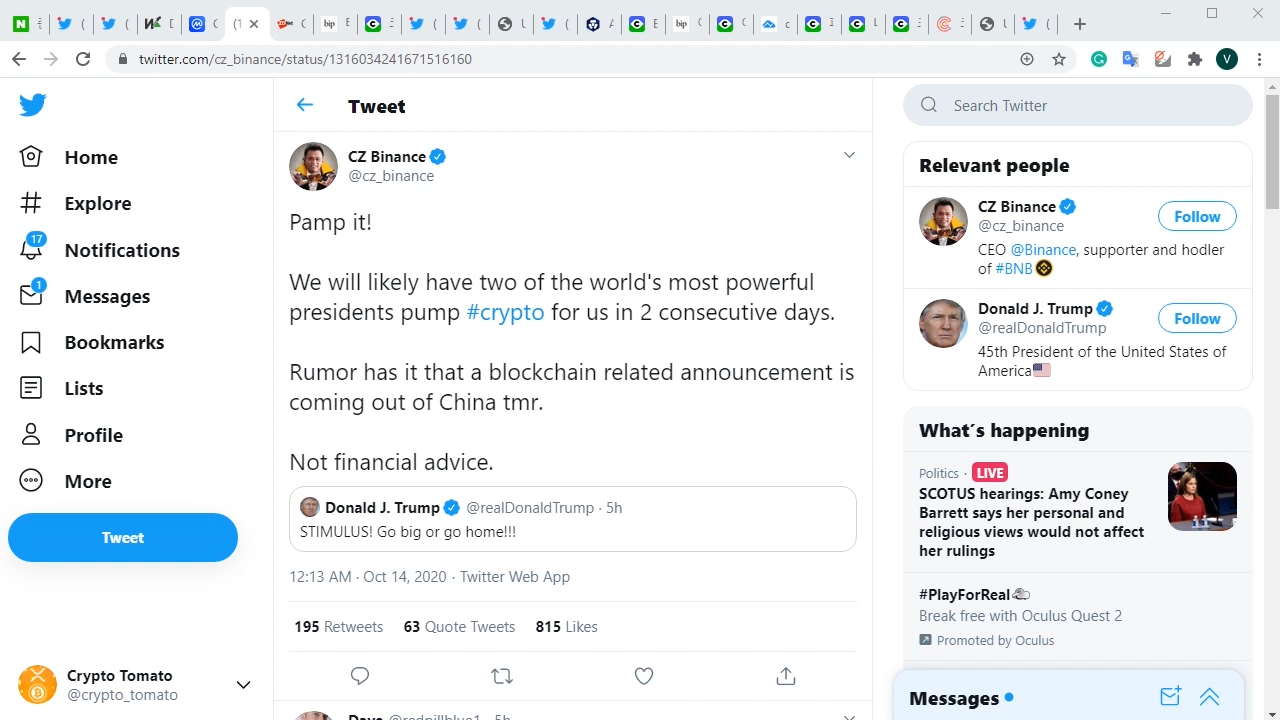 twitter.com/cz_binance/status/1316034241671516160
V
Home
Explore
17
Notifications
1
Messages
Bookmarks
Lists
Profile
More
Tweet
Crypto Tomato
@crypto_tomato
Tweet
CZ Binance
@cz_binance
Pamp it!
We will likely have two of the world's most powerful
presidents pump #crypto for us in 2 consecutive days.
Rumor has it that a blockchain related announcement is
coming out of China tmr.
Not financial advice.
Donald J. Trump @realDonaldTrump · 5h
STIMULUS! Go big or go home!!!
12:13 AM · Oct 14, 2020 · Twitter Web App
195 Retweets 63 Quote Tweets 815 Likes
Search Twitter
Relevant people
CZ Binance
@cz_binance
Follow
CEO @Binance, supporter and hodler
of #BNB
Donald J. Trump
@realDonaldTrump
Follow
45th President of the United States of
America
What´s happening
Politics · LIVE
SCOTUS hearings: Amy Coney
Barrett says her personal and
religious views would not affect
her rulings
#PlayForReal
Break free with Oculus Quest 2
Promoted by Oculus
Messages